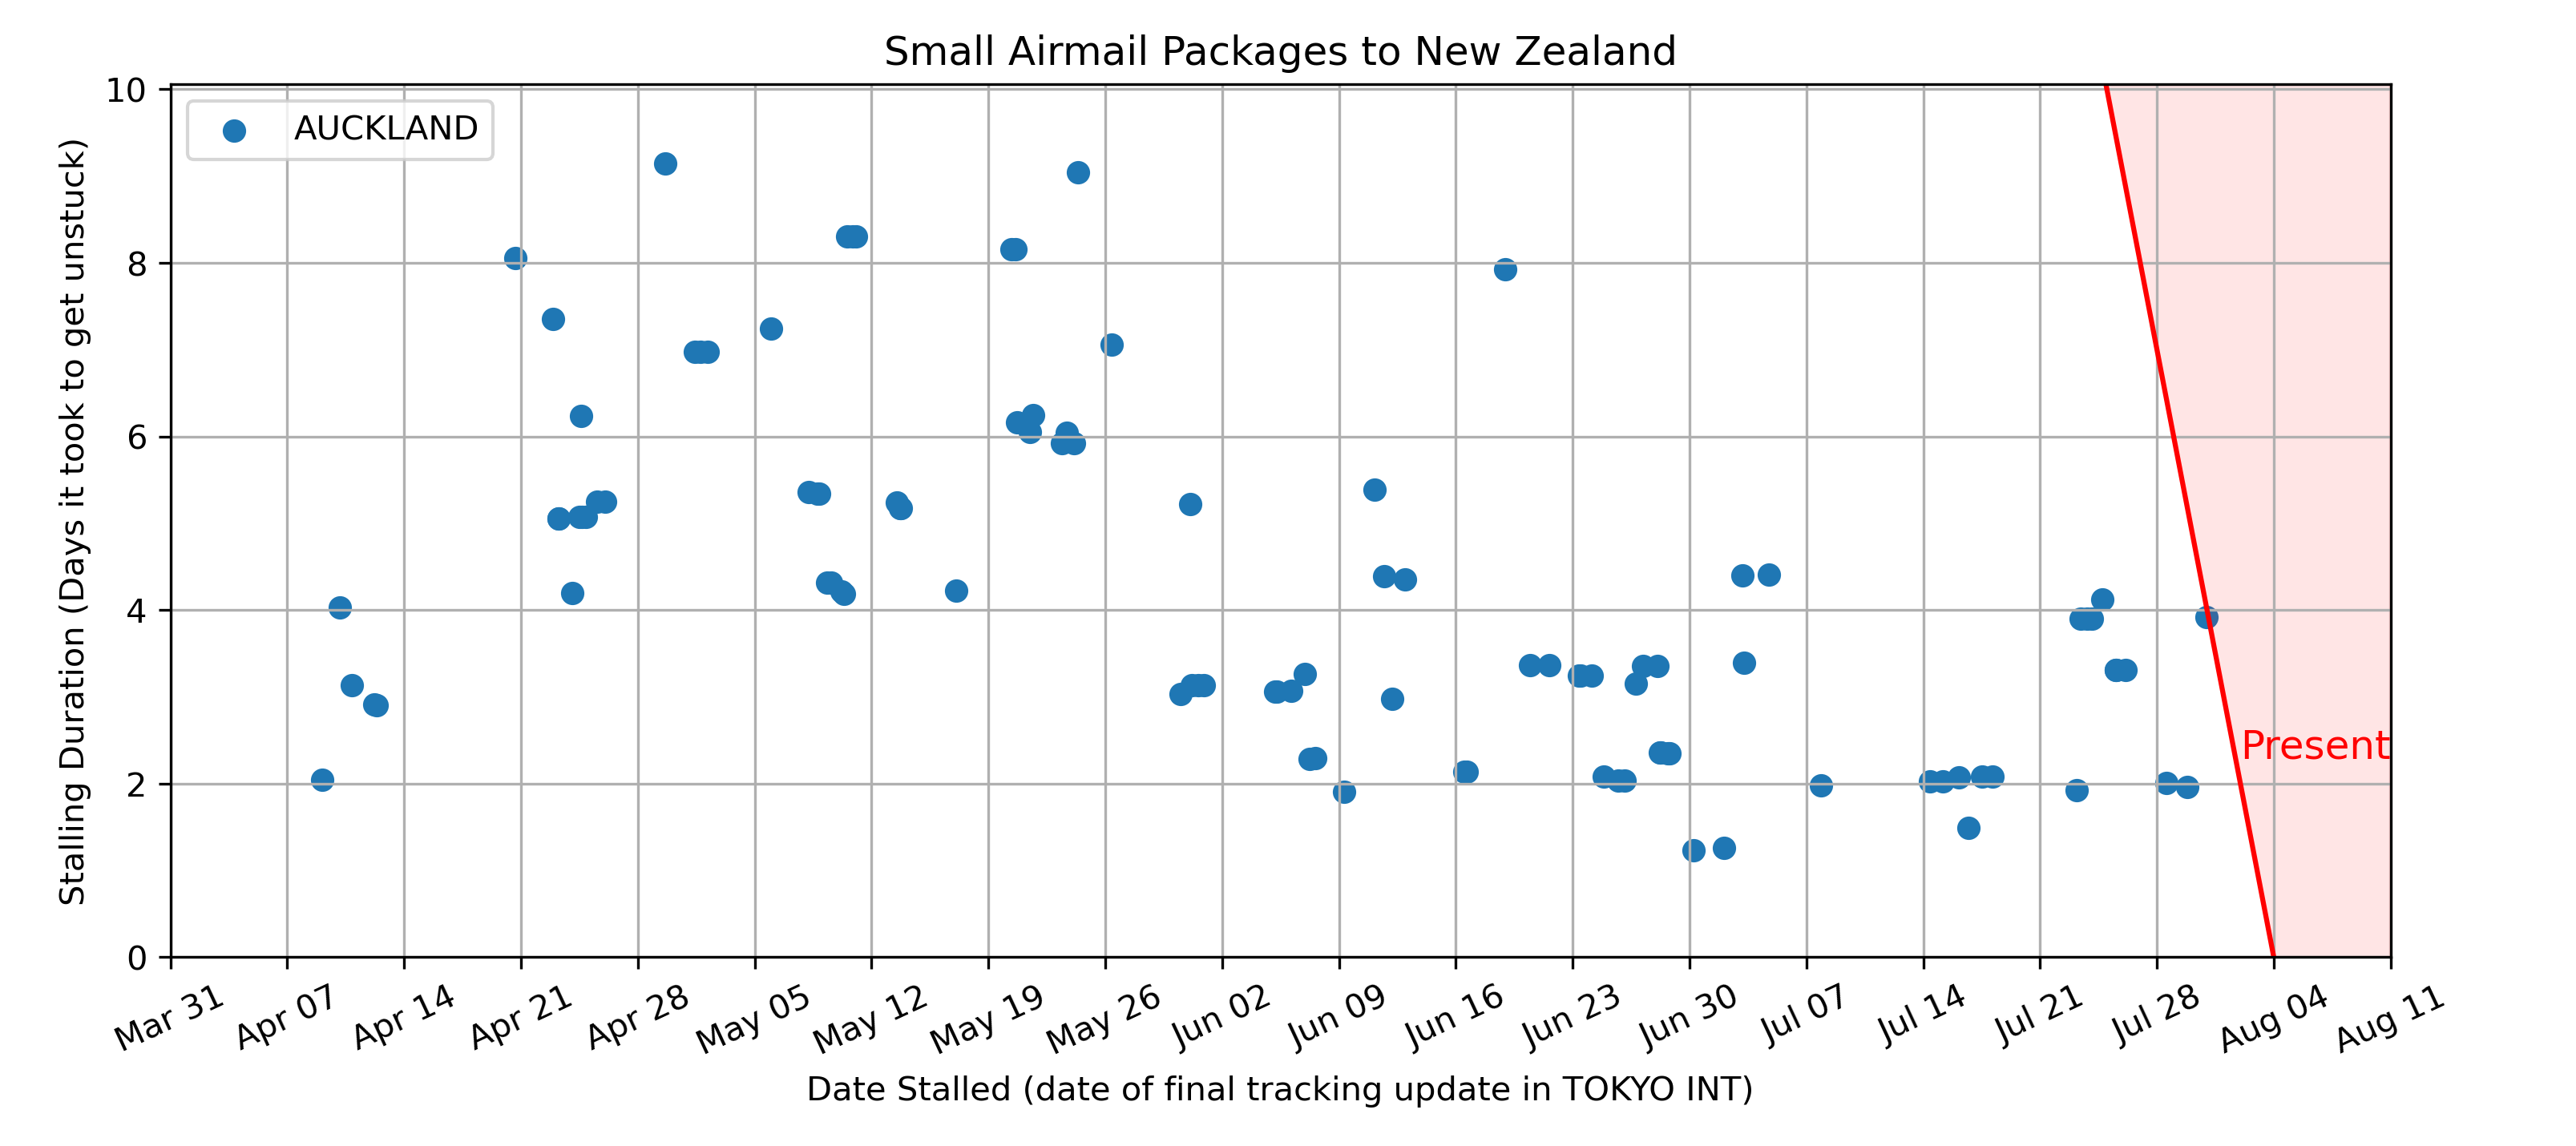 Small Airmail Packages to New Zealand
AUCKLAND
Stalling Duration (Days it took to get unstuck)
10
8
6
4
2
0
Present
Mar 31
Apr 07
Apr 14
Apr 21
Apr 28
May 05
May 12
May 19
May 26
Jun 02
Jun 09
Jun 16
Jun 23
Jun 30
Jul 07
Jul 14
Jul 21
Jul 28
Aug 04
Aug 11
Date Stalled (date of final tracking update in TOKYO INT)